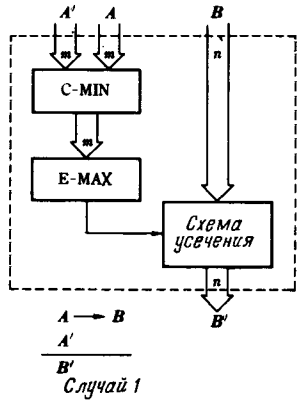 A' A B
m m n
C-MIN
m
E-MAX
Схема
усечения
n
B'
A → B
A'
B'
Случай 1